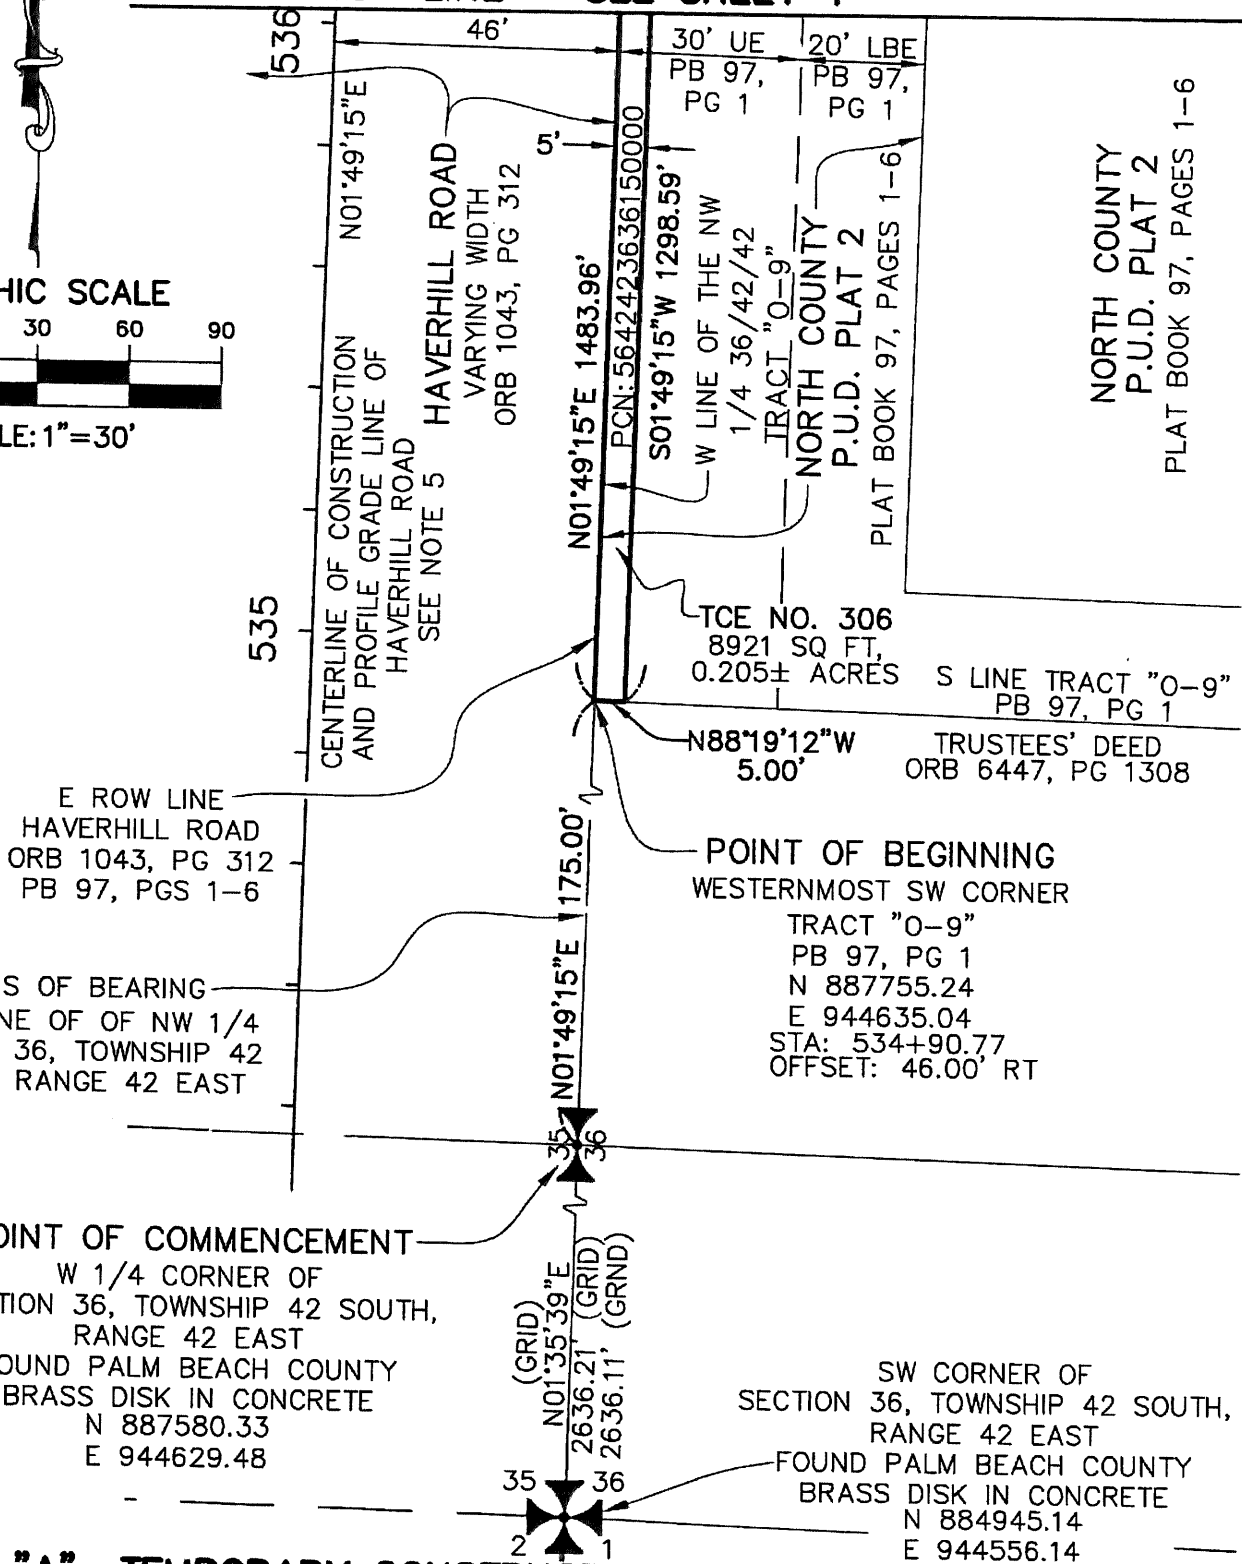 536
46'
30' UE
PB 97,
PG 1
20' LBE
PB 97,
PG 1
N01°49'15"E
5'
HAVERHILL ROAD
VARYING WIDTH
ORB 1043, PG 312
PCN:5642423636150000
N01°49'15"E 1483.96'
S01°49'15"W 1298.59'
W LINE OF THE NW
1/4 36/42/42
TRACT "O-9"
NORTH COUNTY
P.U.D. PLAT 2
PLAT BOOK 97, PAGES 1-6
NORTH COUNTY
P.U.D. PLAT 2
PLAT BOOK 97, PAGES 1-6
HIC SCALE
30 60 90
LE: 1"=30'
CENTERLINE OF CONSTRUCTION
AND PROFILE GRADE LINE OF
HAVERHILL ROAD
SEE NOTE 5
535
TCE NO. 306
8921 SQ FT,
0.205± ACRES
S LINE TRACT "O-9"
PB 97, PG 1
N88°19'12"W
5.00'
TRUSTEES' DEED
ORB 6447, PG 1308
E ROW LINE
HAVERHILL ROAD
ORB 1043, PG 312
PB 97, PGS 1-6
POINT OF BEGINNING
WESTERNMOST SW CORNER
TRACT "O-9"
PB 97, PG 1
N 887755.24
E 944635.04
STA: 534+90.77
OFFSET: 46.00' RT
N01°49'15"E 175.00'
S OF BEARING
NE OF OF NW 1/4
36, TOWNSHIP 42
RANGE 42 EAST
35 36
OINT OF COMMENCEMENT
W 1/4 CORNER OF
TION 36, TOWNSHIP 42 SOUTH,
RANGE 42 EAST
OUND PALM BEACH COUNTY
BRASS DISK IN CONCRETE
N 887580.33
E 944629.48
(GRID)
N01°35'39"E
2636.21' (GRID)
2636.11' (GRND)
SW CORNER OF
SECTION 36, TOWNSHIP 42 SOUTH,
RANGE 42 EAST
FOUND PALM BEACH COUNTY
BRASS DISK IN CONCRETE
N 884945.14
E 944556.14
35 36
2 1